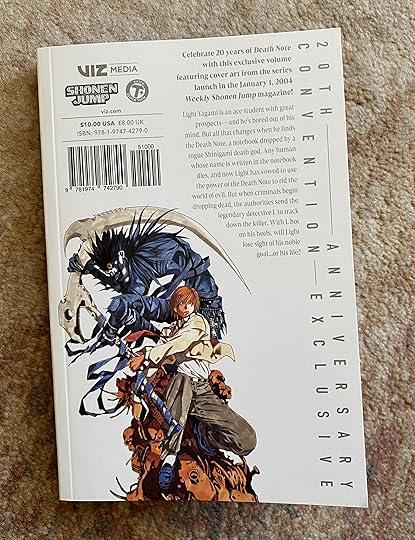 VIZ MEDIA
SHONEN
JUMP
viz.com
$10.00 USA £8.00 UK
ISBN: 978-1-9747-4279-0
51000
9 781974 742790
Celebrate 20 years of Death Note
with this exclusive volume
featuring cover art from the series
launch in the January 1, 2004
Weekly Shonen Jump magazine!
Light Yagami is an ace student with great
prospects—and he's bored out of his
mind. But all that changes when he finds
the Death Note, a notebook dropped by a
rogue Shinigami death god. Any human
whose name is written in the notebook
dies, and now Light has vowed to use
the power of the Death Note to rid the
world of evil. But when criminals begin
dropping dead, the authorities send the
legendary detective L to track
down the killer. With L hot
on his heels, will Light
lose sight of his noble
goal...or his life?
20TH — ANNIVERSARY
CONVENTION — EXCLUSIVE